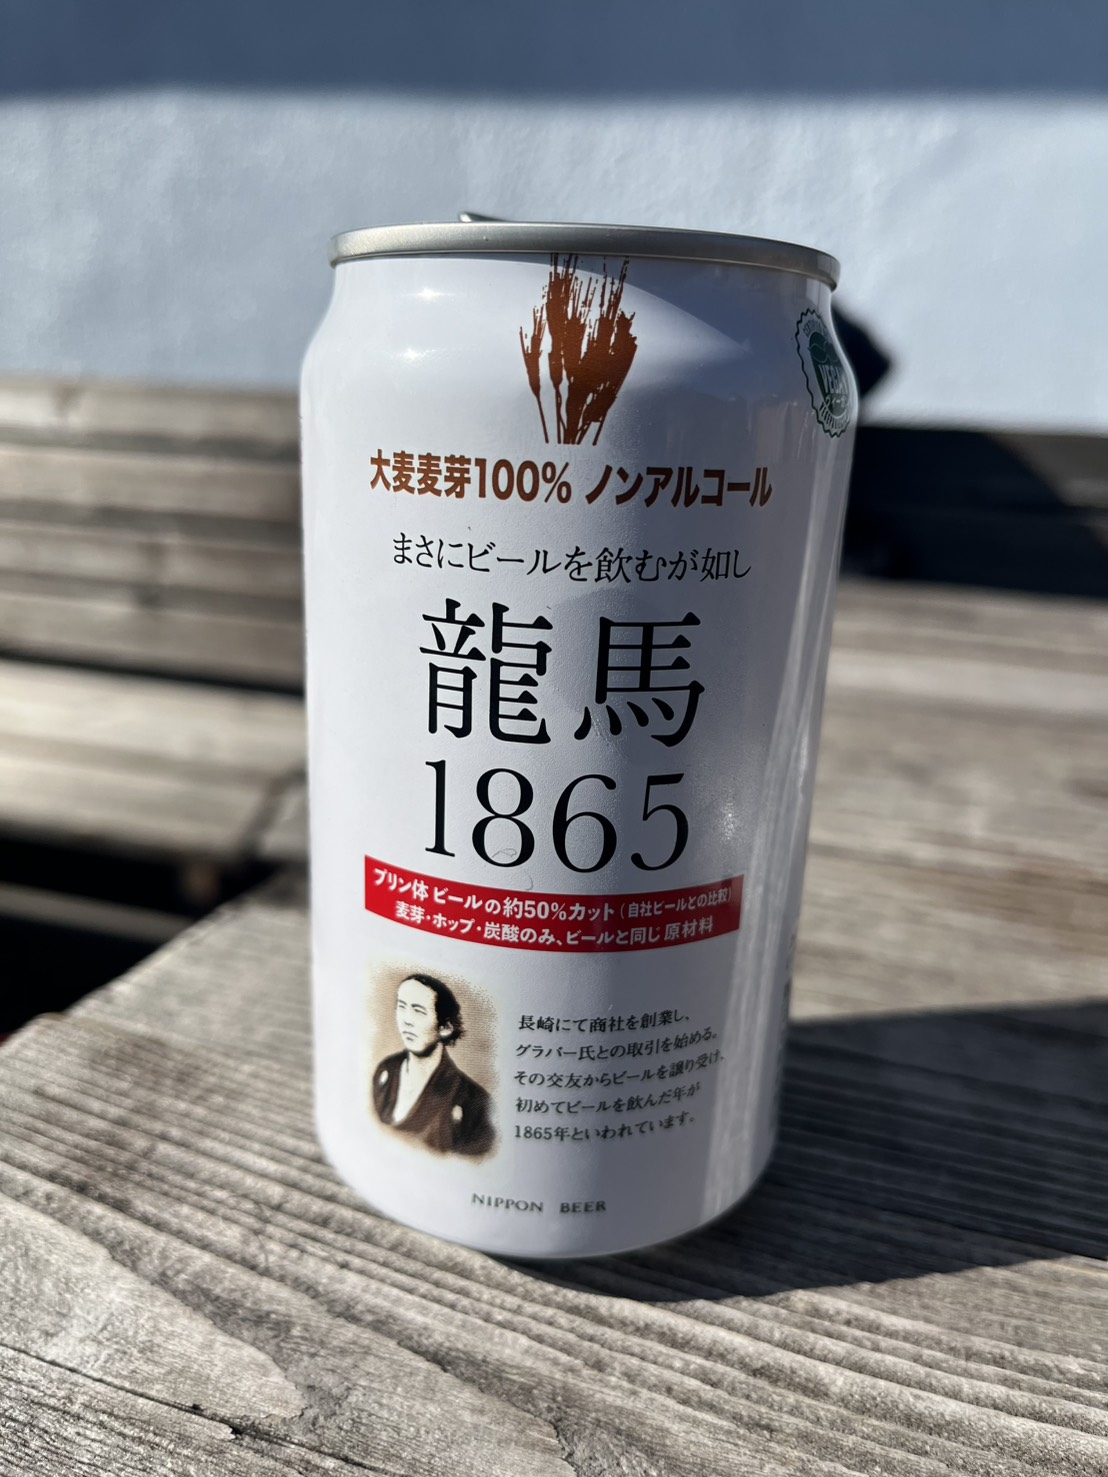 大麦麦芽100% ノンアルコール
まさにビールを飲むが如し
龍馬
1865
プリン体 ビールの約50%カット(自社ビールとの比較)
麦芽・ホップ・炭酸のみ、ビールと同じ原材料
長崎にて商社を創業し、
グラバー氏との取引を始める。
その交友からビールを譲り受け、
初めてビールを飲んだ年が
1865年といわれています。
NIPPON BEER
VEGAN